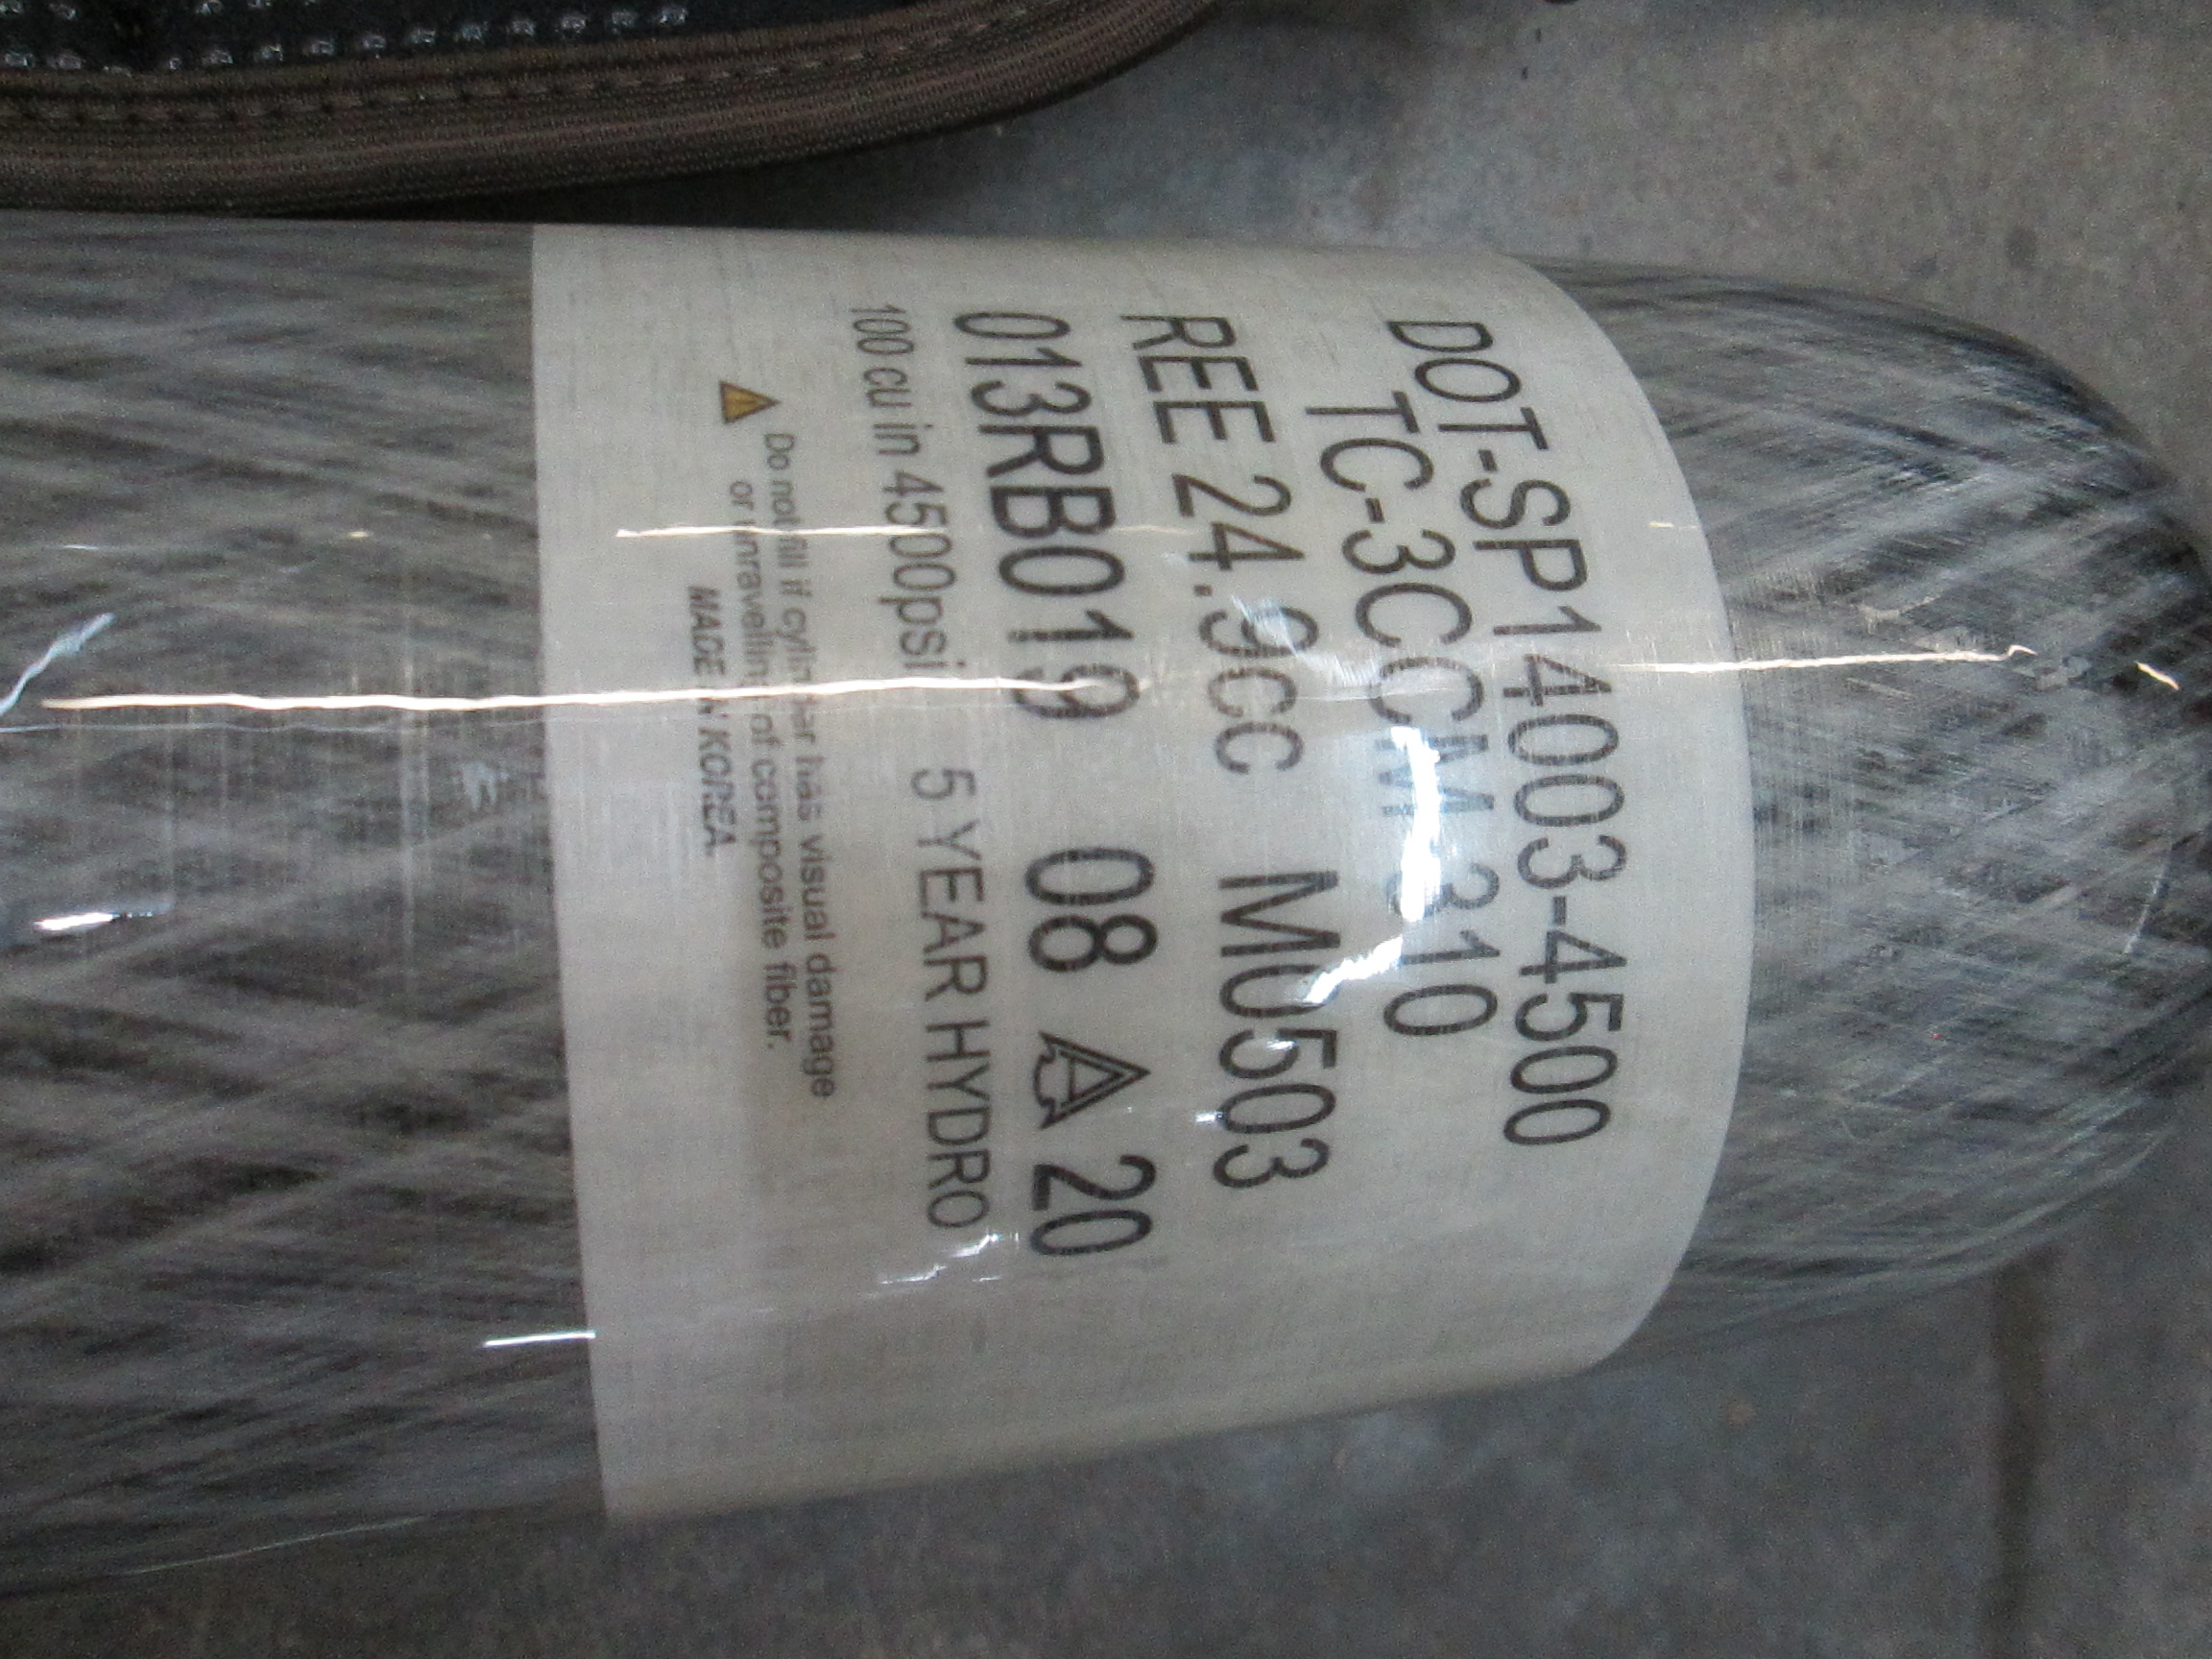 DOT-SP14003-4500
TC-3CCM 310
REE 24.9cc M0503
013RB019 08 A 20
100 cu in 4500psi 5 YEAR HYDRO
Do not fill if cylinder has visual damage
or unravelling of composite fiber.
MADE IN KOREA.